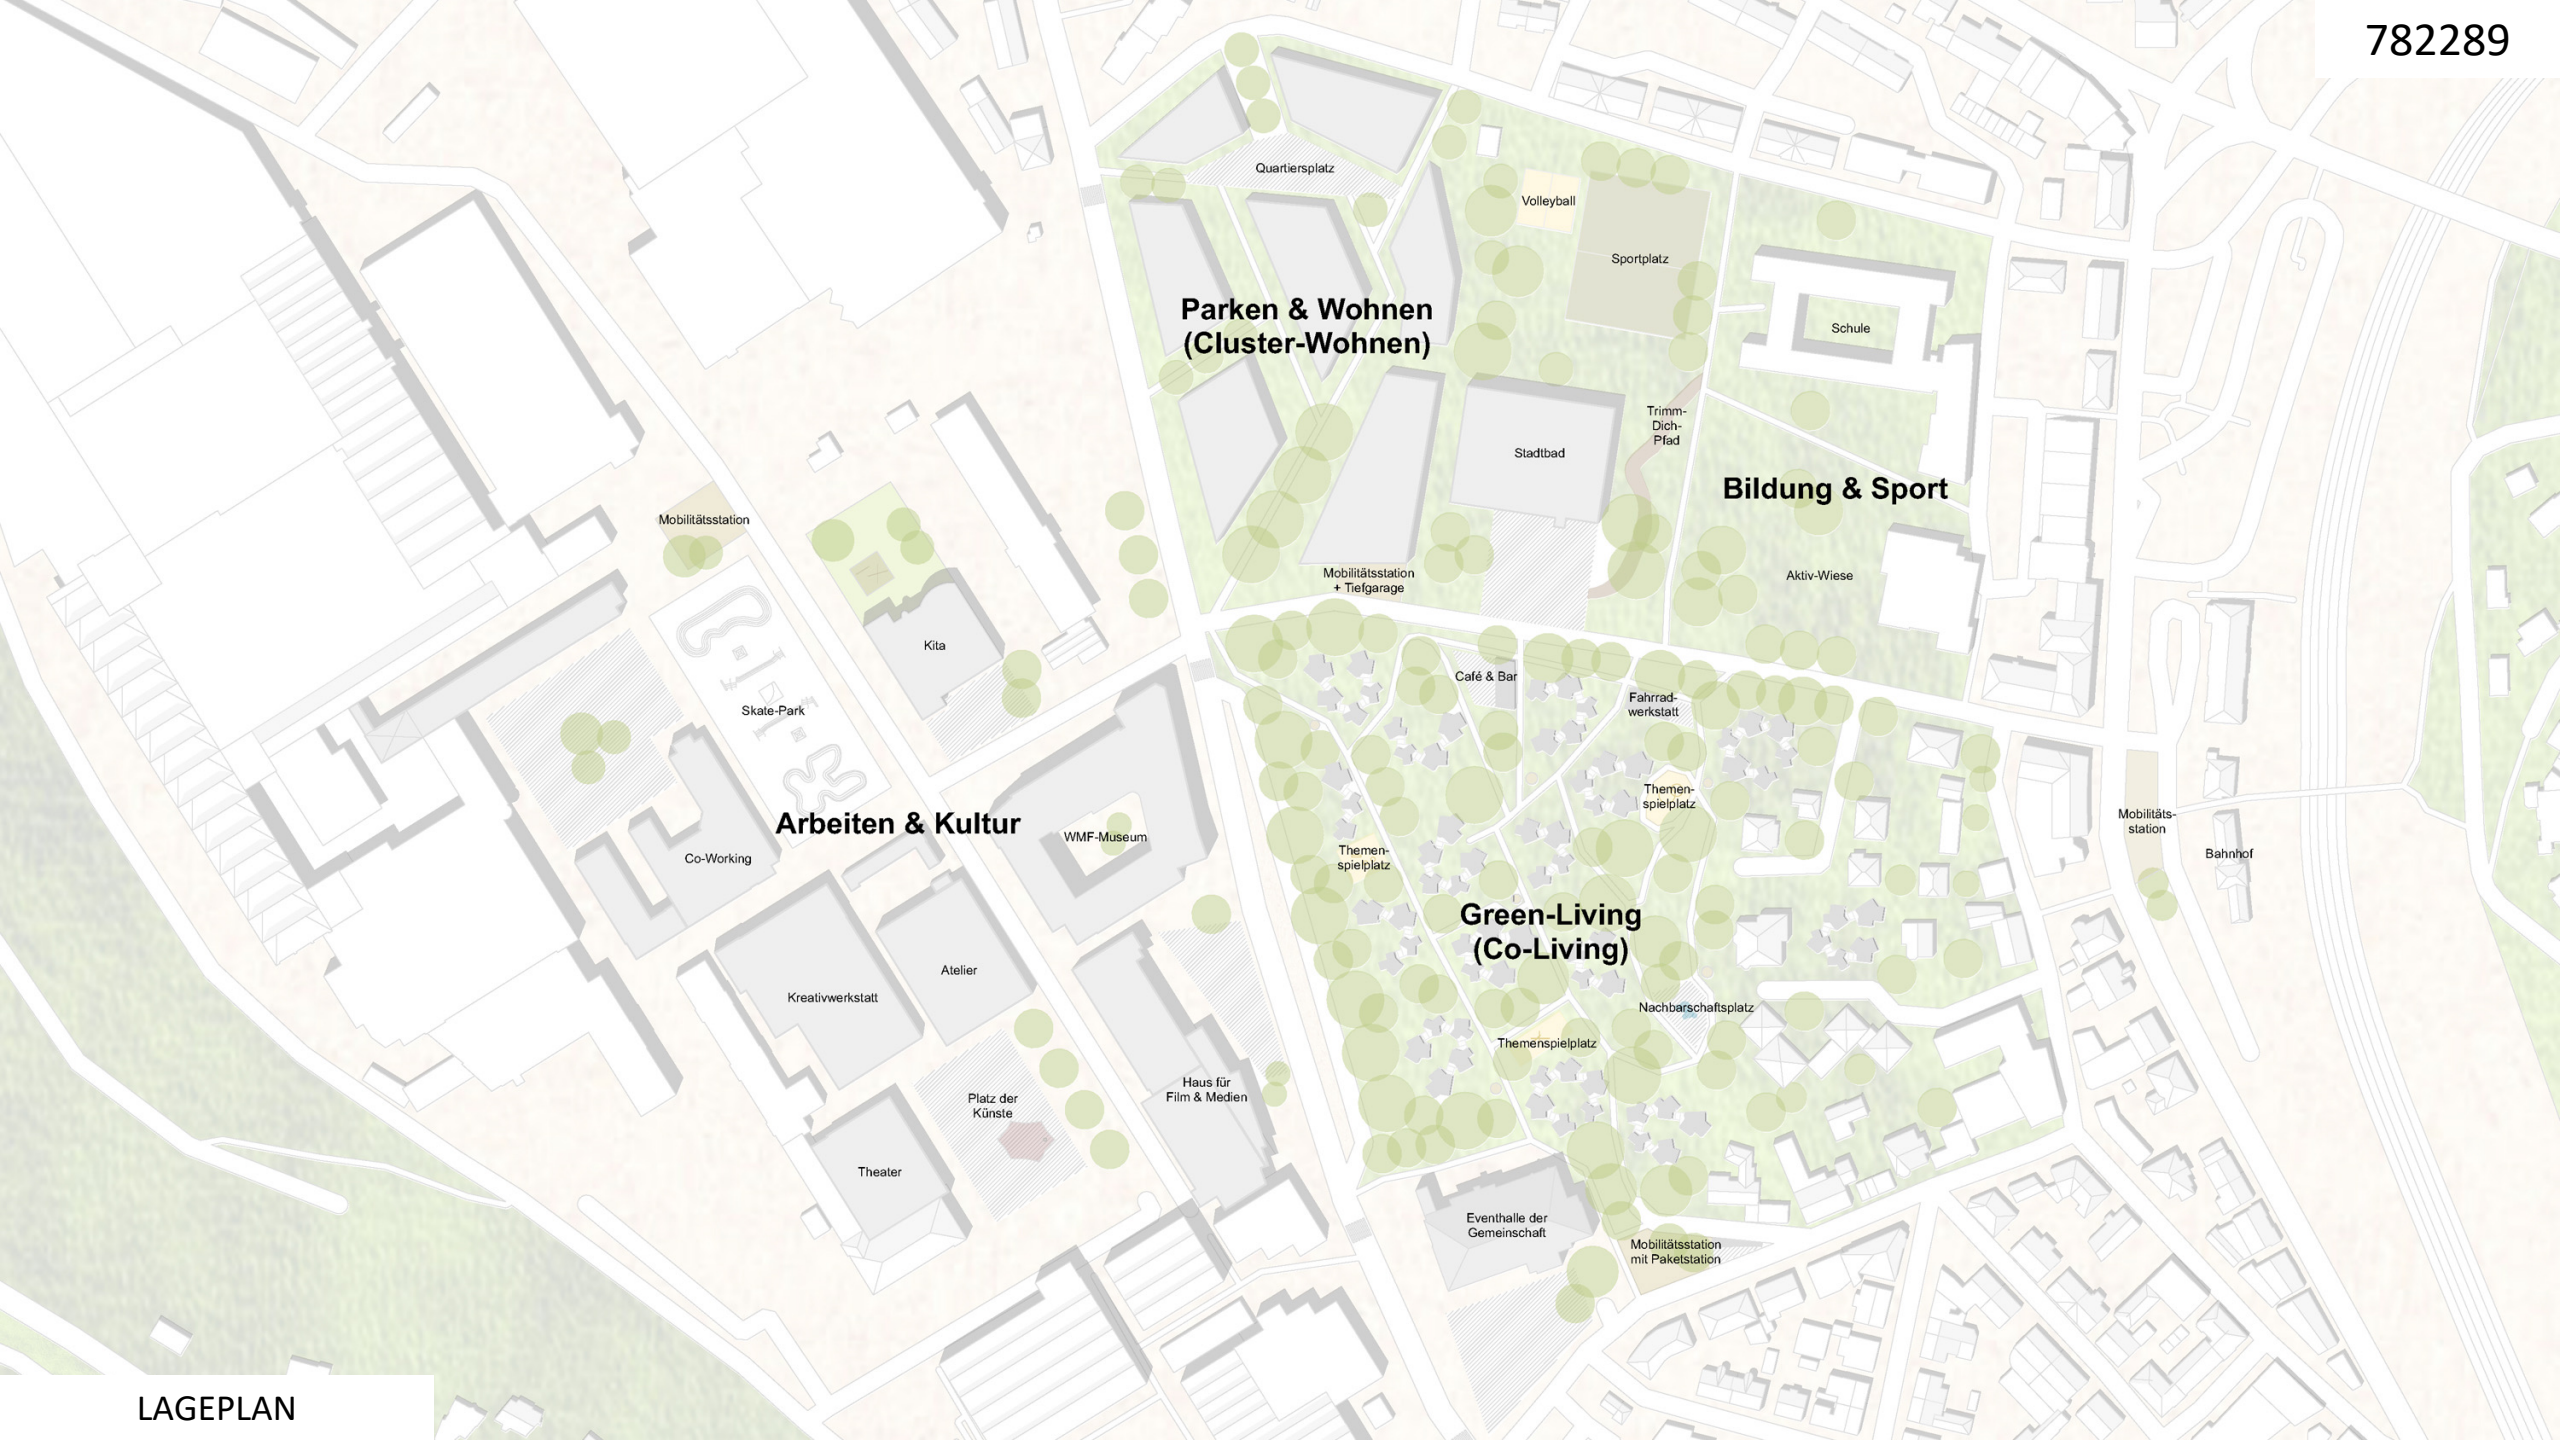 782289
Quartiersplatz
Volleyball
Sportplatz
Parken & Wohnen
(Cluster-Wohnen)
Schule
Trimm-
Dich-
Pfad
Stadtbad
Bildung & Sport
Mobilitätsstation
Mobilitätsstation
+ Tiefgarage
Aktiv-Wiese
Kita
Café & Bar
Fahrrad-
werkstatt
Skate-Park
Themen-
spielplatz
Arbeiten & Kultur
WMF-Museum
Mobilitäts-
station
Bahnhof
Co-Working
Themen-
spielplatz
Green-Living
(Co-Living)
Atelier
Kreativwerkstatt
Nachbarschaftsplatz
Themenspielplatz
Haus für
Film & Medien
Platz der
Künste
Theater
Eventhalle der
Gemeinschaft
Mobilitätsstation
mit Paketstation
LAGEPLAN